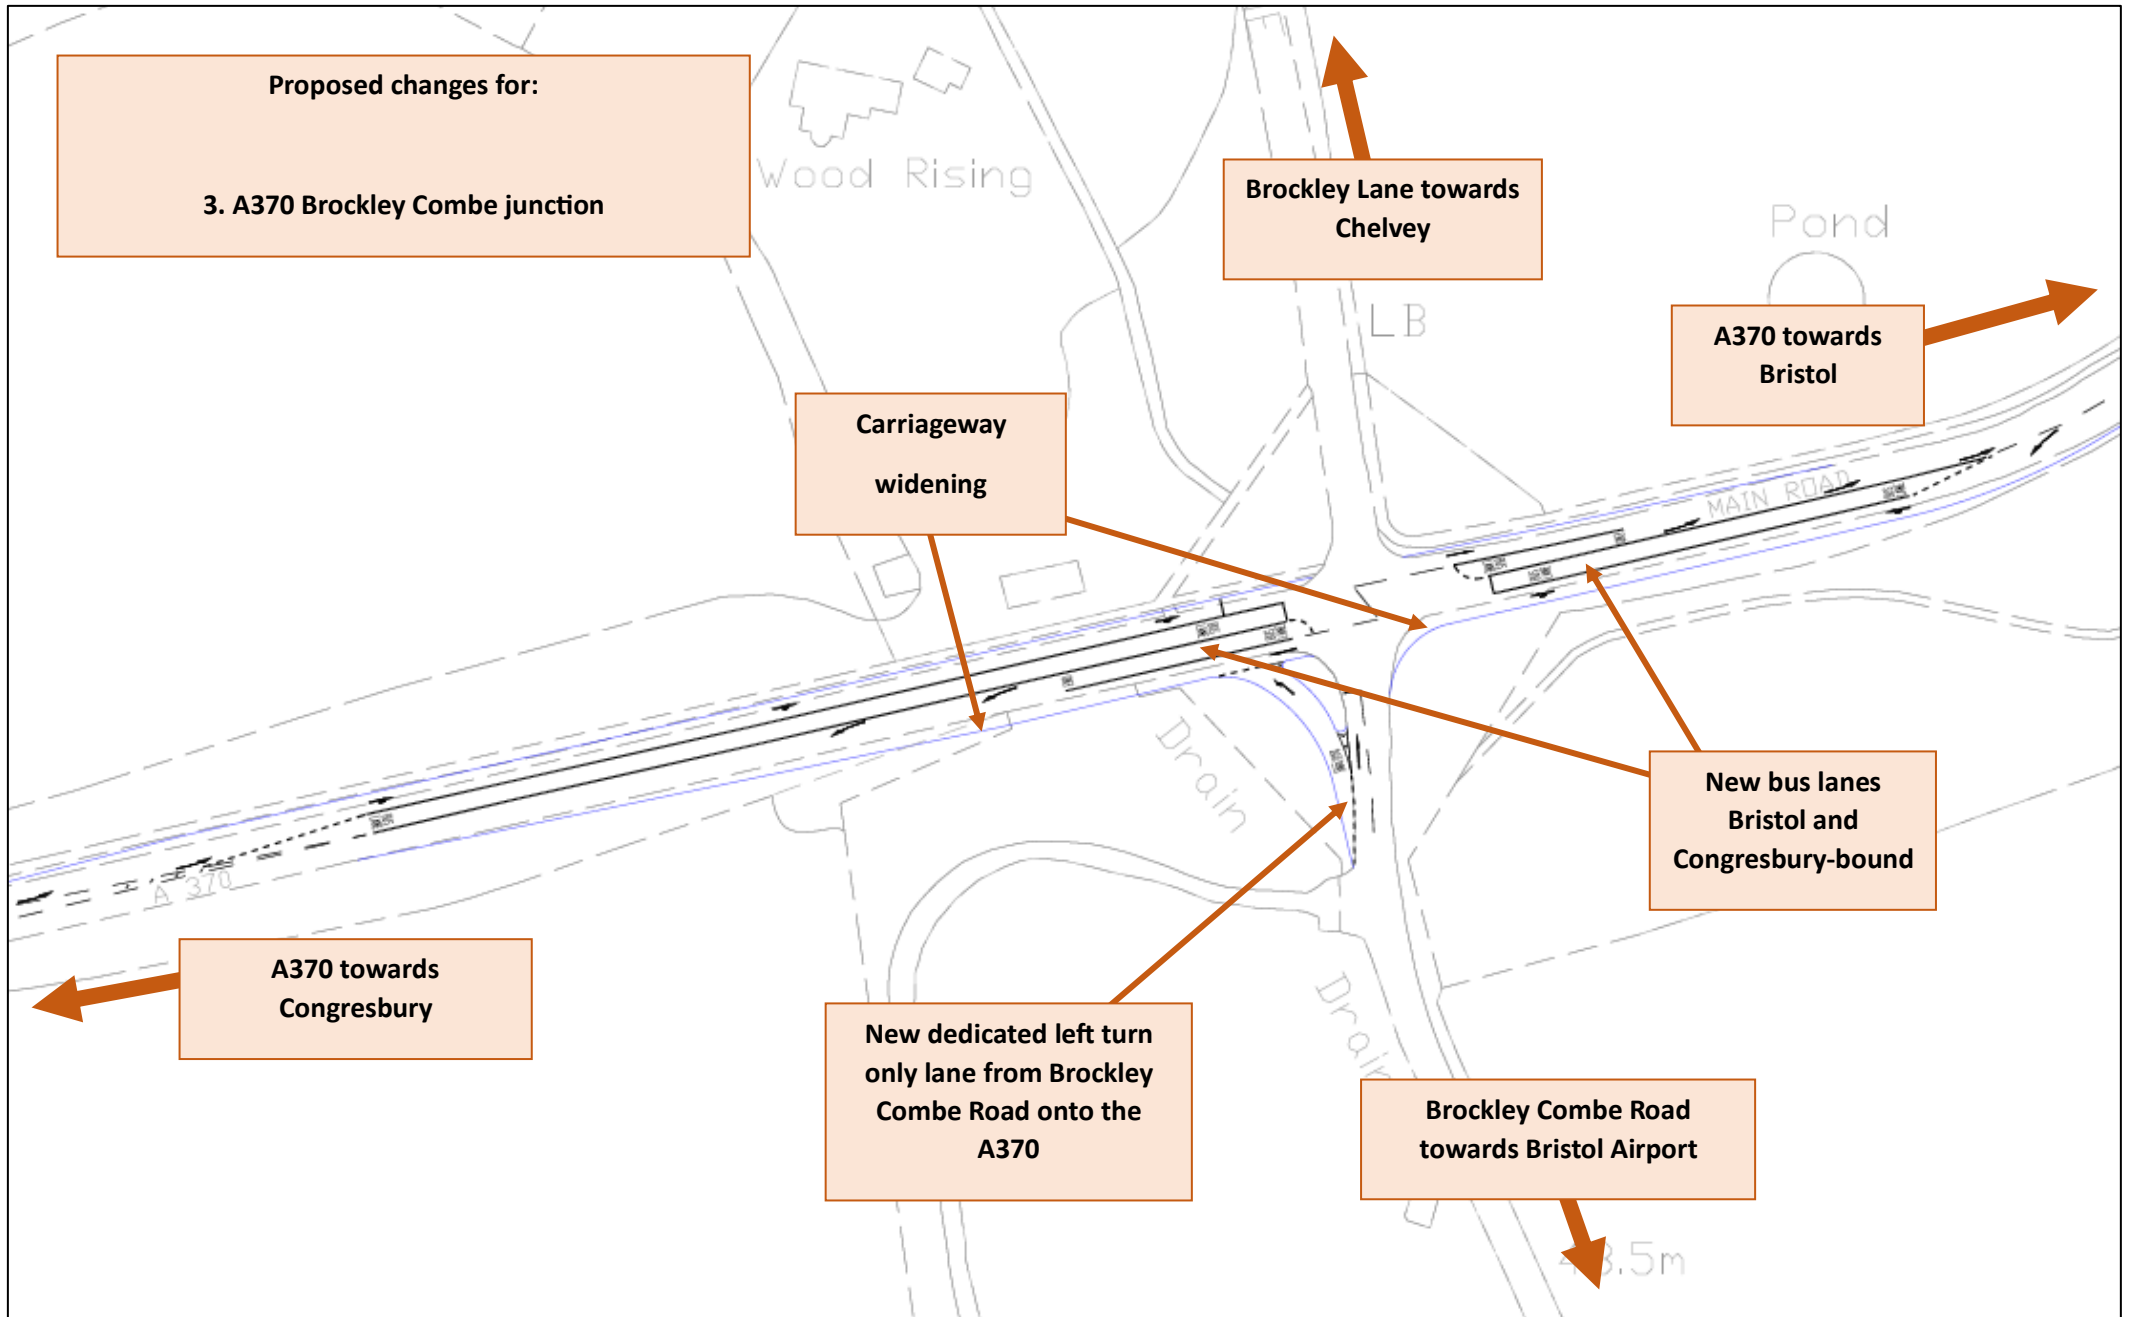 Proposed changes for:
3. A370 Brockley Combe junction
Wood Rising
Brockley Lane towards
Chelvey
Pond
LB
A370 towards
Bristol
Carriageway
widening
MAIN ROAD
New bus lanes
Bristol and
Congresbury-bound
Drain
A 370
A370 towards
Congresbury
New dedicated left turn
only lane from Brockley
Combe Road onto the
A370
Drain
Brockley Combe Road
towards Bristol Airport